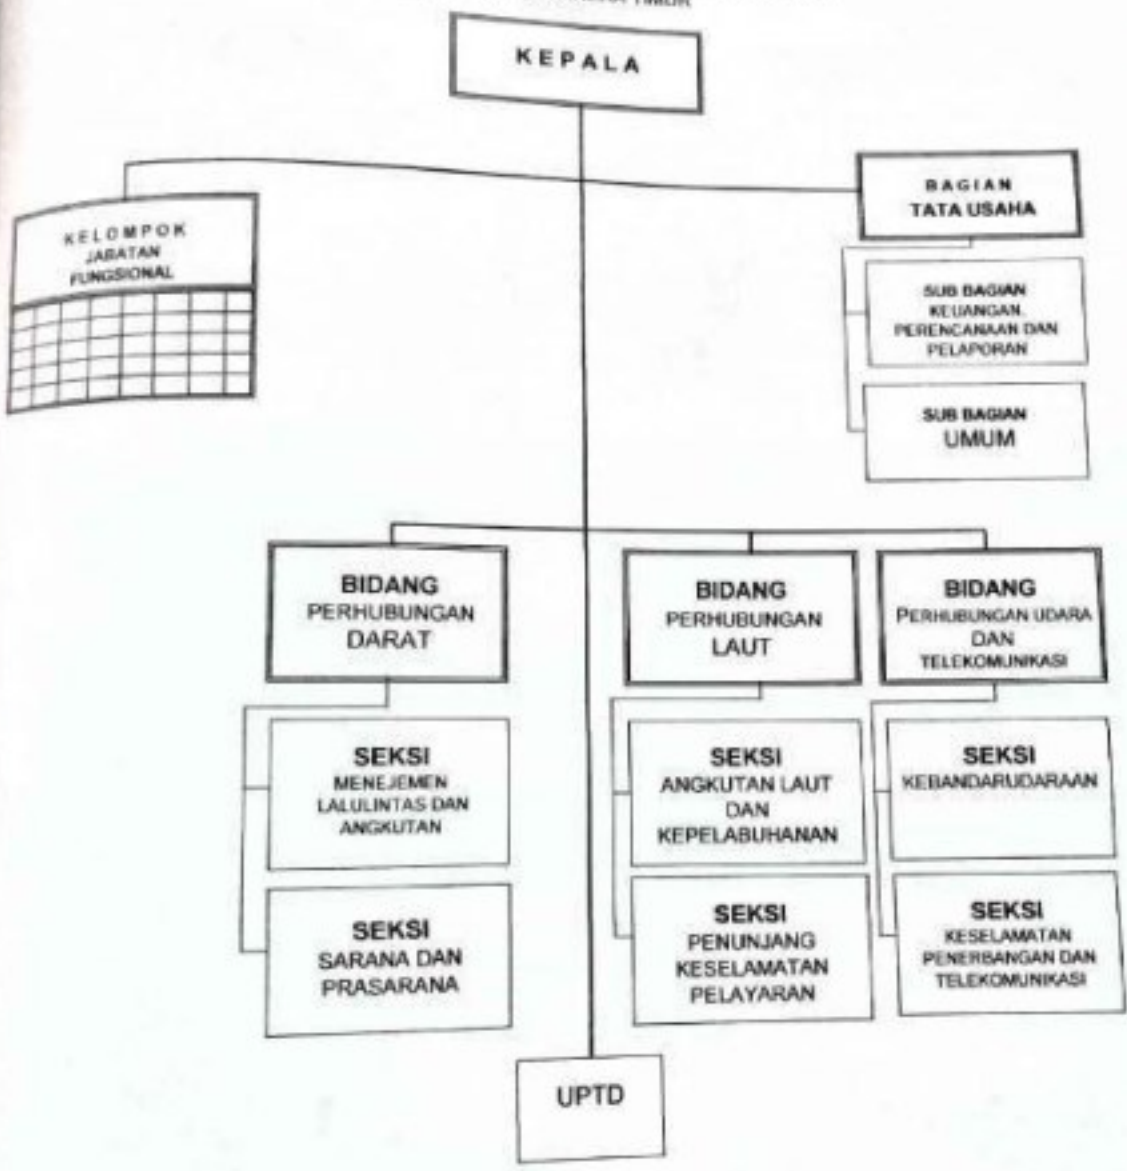 TIMUR
KEPALA
BAGIAN
TATA USAHA
KELOMPOK
JABATAN
FUNGSIONAL
SUB BAGIAN
KEUANGAN,
PERENCANAAN DAN
PELAPORAN
SUB BAGIAN
UMUM
BIDANG
PERHUBUNGAN
DARAT
BIDANG
PERHUBUNGAN
LAUT
BIDANG
PERHUBUNGAN UDARA
DAN
TELEKOMUNIKASI
SEKSI
MENEJEMEN
LALULINTAS DAN
ANGKUTAN
SEKSI
ANGKUTAN LAUT
DAN
KEPELABUHANAN
SEKSI
KEBANDARUDARAAN
SEKSI
SARANA DAN
PRASARANA
SEKSI
PENUNJANG
KESELAMATAN
PELAYARAN
SEKSI
KESELAMATAN
PENERBANGAN DAN
TELEKOMUNIKASI
UPTD